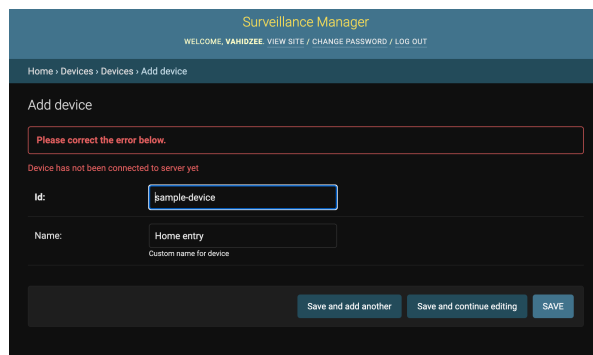 Surveillance Manager
WELCOME, VAHIDZEE. VIEW SITE / CHANGE PASSWORD / LOG OUT
Home › Devices › Devices › Add device
Add device
Please correct the error below.
Device has not been connected to server yet
Id: sample-device
Name: Home entry
Custom name for device
Save and add another Save and continue editing SAVE